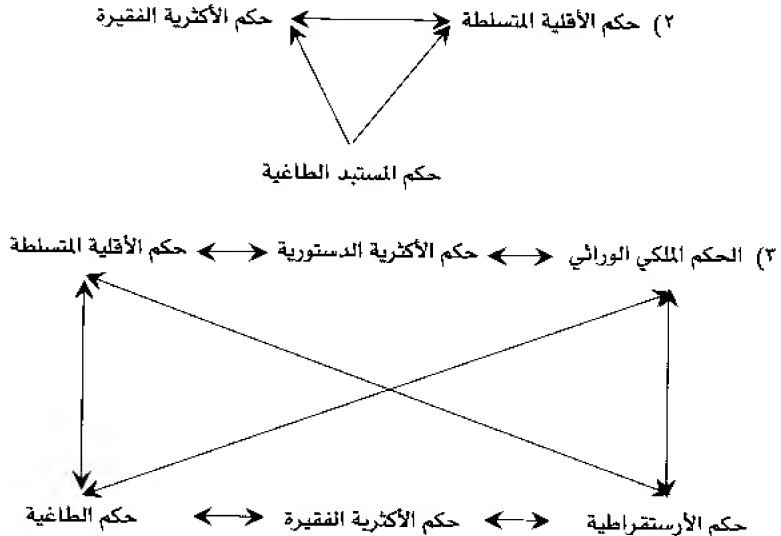 ٢) حكم الأقلية المتسلطة حكم الأكثرية الفقيرة
حكم المستبد الطاغية
٣) الحكم الملكي الوراثي حكم الأكثرية الدستورية حكم الأقلية المتسلطة
حكم الأرستقراطية حكم الأكثرية الفقيرة حكم الطاغية